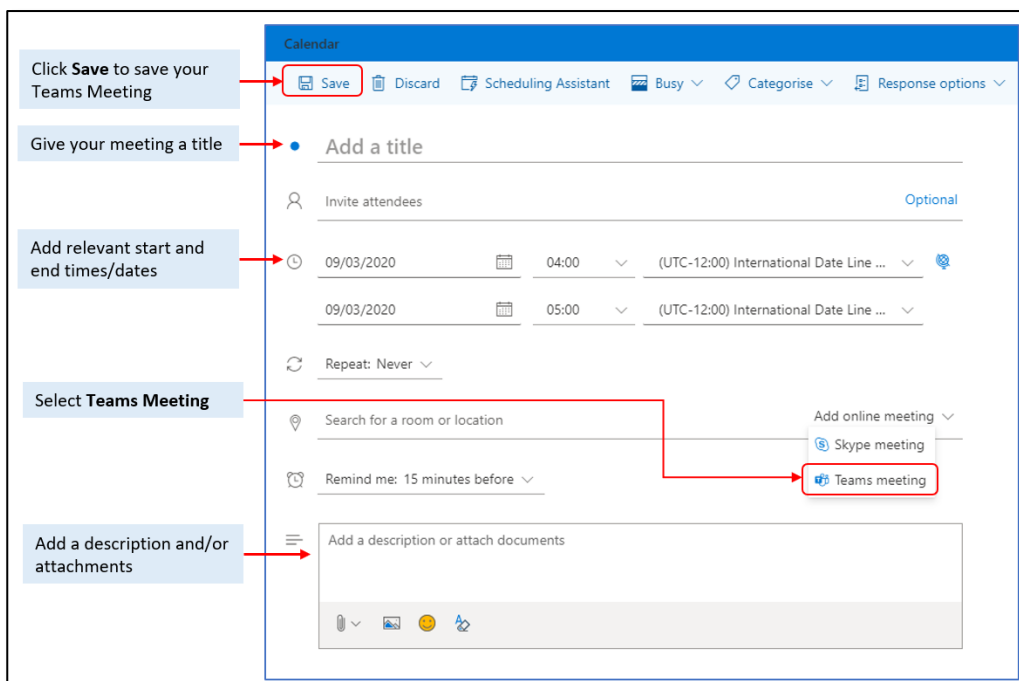 Calendar
Click Save to save your
Teams Meeting
Save Discard Scheduling Assistant Busy Categorise Response options
Give your meeting a title
Add a title
Invite attendees Optional
Add relevant start and
end times/dates
09/03/2020 04:00 (UTC-12:00) International Date Line ...
09/03/2020 05:00 (UTC-12:00) International Date Line ...
Repeat: Never
Select Teams Meeting
Search for a room or location Add online meeting
Skype meeting
Remind me: 15 minutes before Teams meeting
Add a description and/or
attachments
Add a description or attach documents